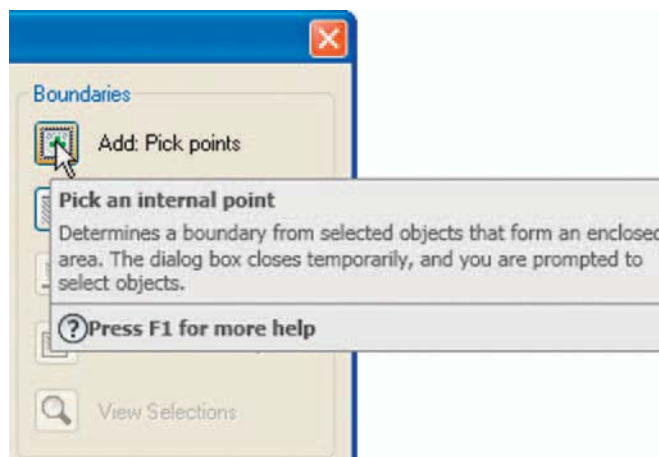 Boundaries
Add: Pick points
Pick an internal point
Determines a boundary from selected objects that form an enclosed
area. The dialog box closes temporarily, and you are prompted to
select objects.
Press F1 for more help
View Selections